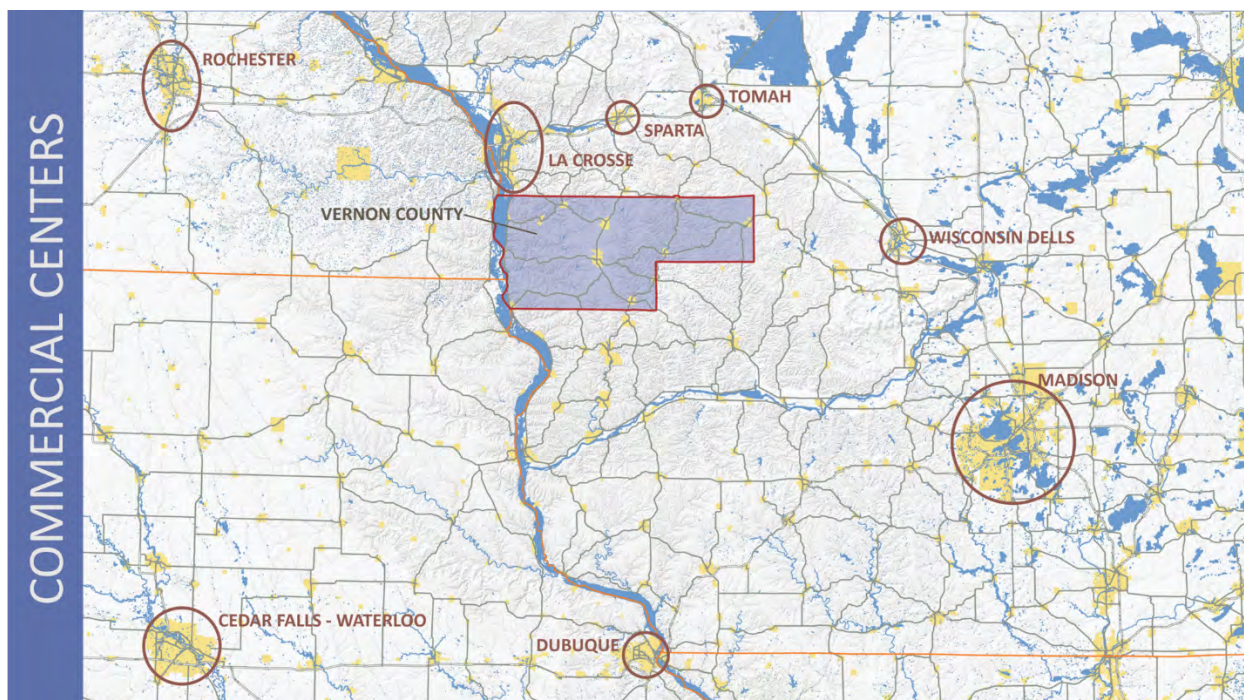 COMMERCIAL CENTERS
ROCHESTER
TOMAH
SPARTA
LA CROSSE
VERNON COUNTY
WISCONSIN DELLS
MADISON
CEDAR FALLS - WATERLOO
DUBUQUE